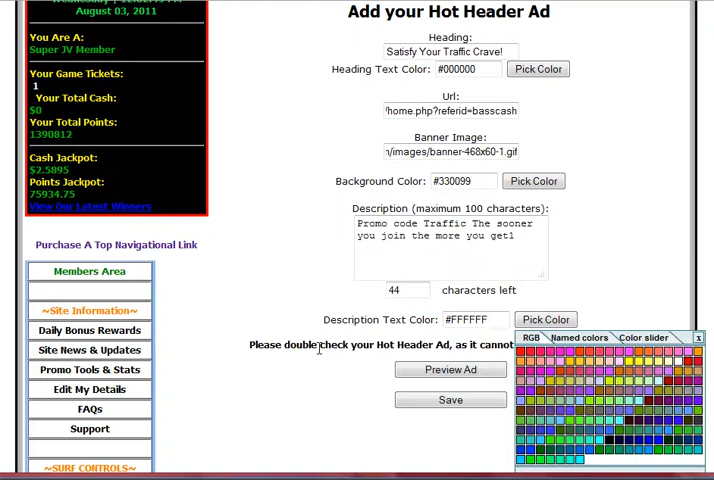 August 03, 2011
You Are A:
Super JV Member
Your Game Tickets:
1
Your Total Cash:
$0
Your Total Points:
1390812
Cash Jackpot:
$2.5895
Points Jackpot:
75934.75
View Our Latest Winners
Purchase A Top Navigational Link
Members Area
~Site Information~
Daily Bonus Rewards
Site News & Updates
Promo Tools & Stats
Edit My Details
FAQs
Support
~SURF CONTROLS~
Add your Hot Header Ad
Heading:
Satisfy Your Traffic Crave!
Heading Text Color: #000000 Pick Color
Url:
/home.php?referid=basscash
Banner Image:
n/images/banner-468x60-1.gif
Background Color: #330099 Pick Color
Description (maximum 100 characters):
Promo code Traffic The sooner
you join the more you get1
44 characters left
Description Text Color: #FFFFFF Pick Color
Please double check your Hot Header Ad, as it cannot
RGB Named colors Color slider X
Preview Ad
Save